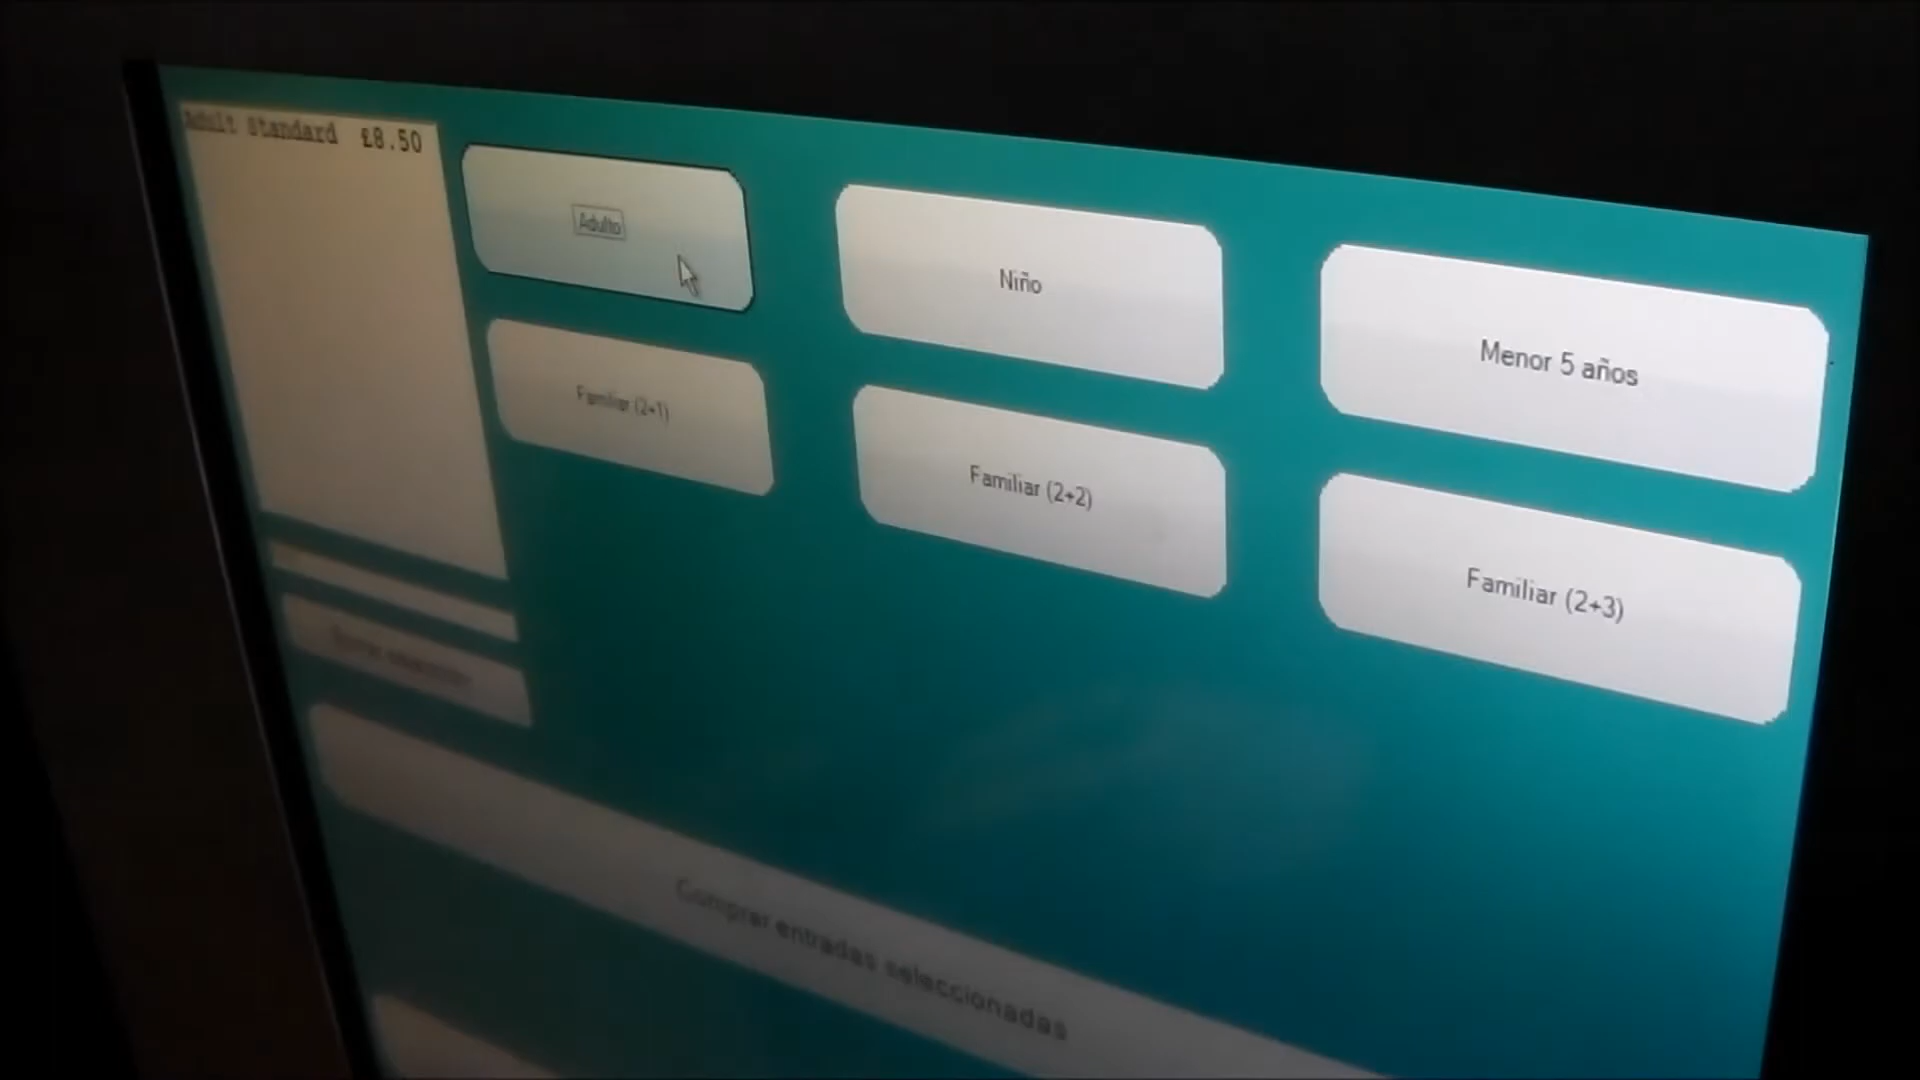 Adult Standard £8.50
Adulto
Niño
Menor 5 años
Familiar (2+1)
Familiar (2+2)
Familiar (2+3)
Comprar entradas seleccionadas